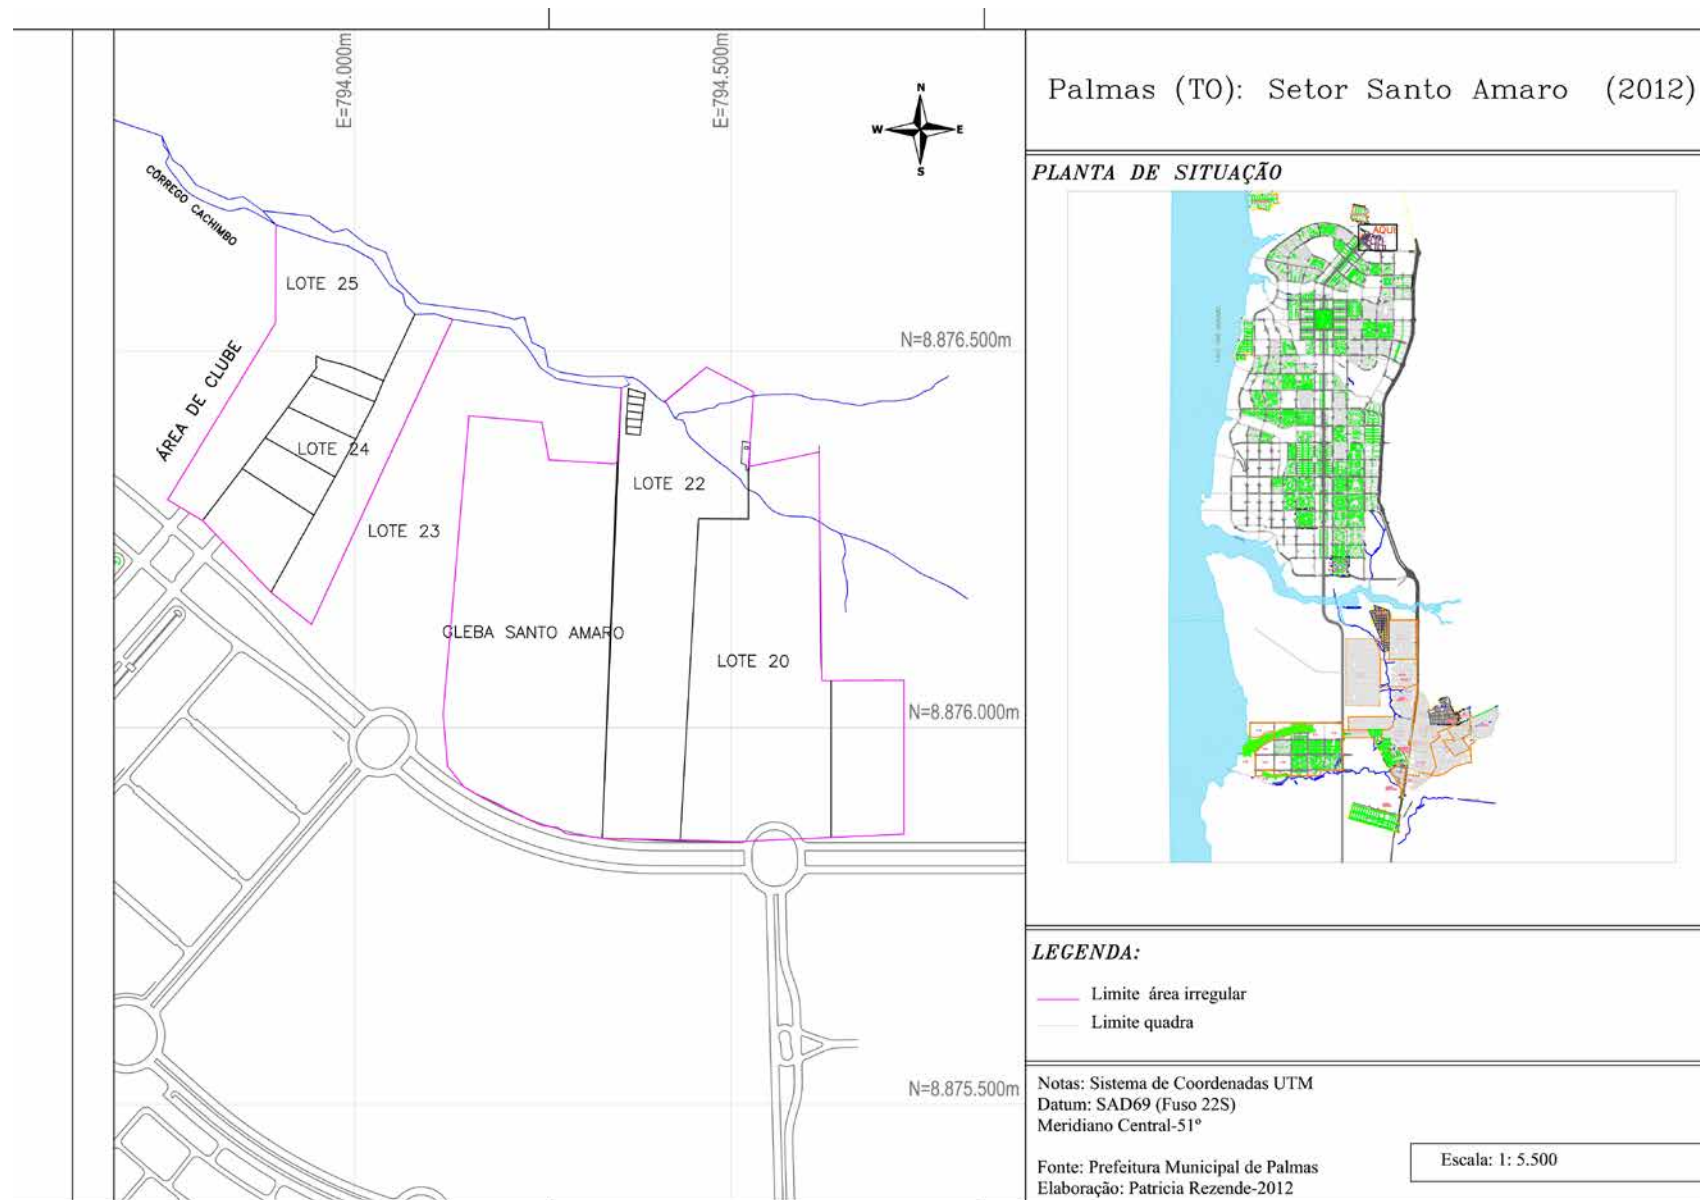 E=794.000m
E=794.500m
N
W E
S
CÓRREGO CACHIMBO
LOTE 25
N=8.876.500m
ÁREA DE CLUBE
LOTE 24
LOTE 22
LOTE 23
GLEBA SANTO AMARO
LOTE 20
N=8.876.000m
N=8.875.500m
Palmas (TO): Setor Santo Amaro (2012)
PLANTA DE SITUAÇÃO
AQUI
LEGENDA:
Limite área irregular
Limite quadra
Notas: Sistema de Coordenadas UTM
Datum: SAD69 (Fuso 22S)
Meridiano Central-51º
Fonte: Prefeitura Municipal de Palmas
Elaboração: Patricia Rezende-2012
Escala: 1: 5.500